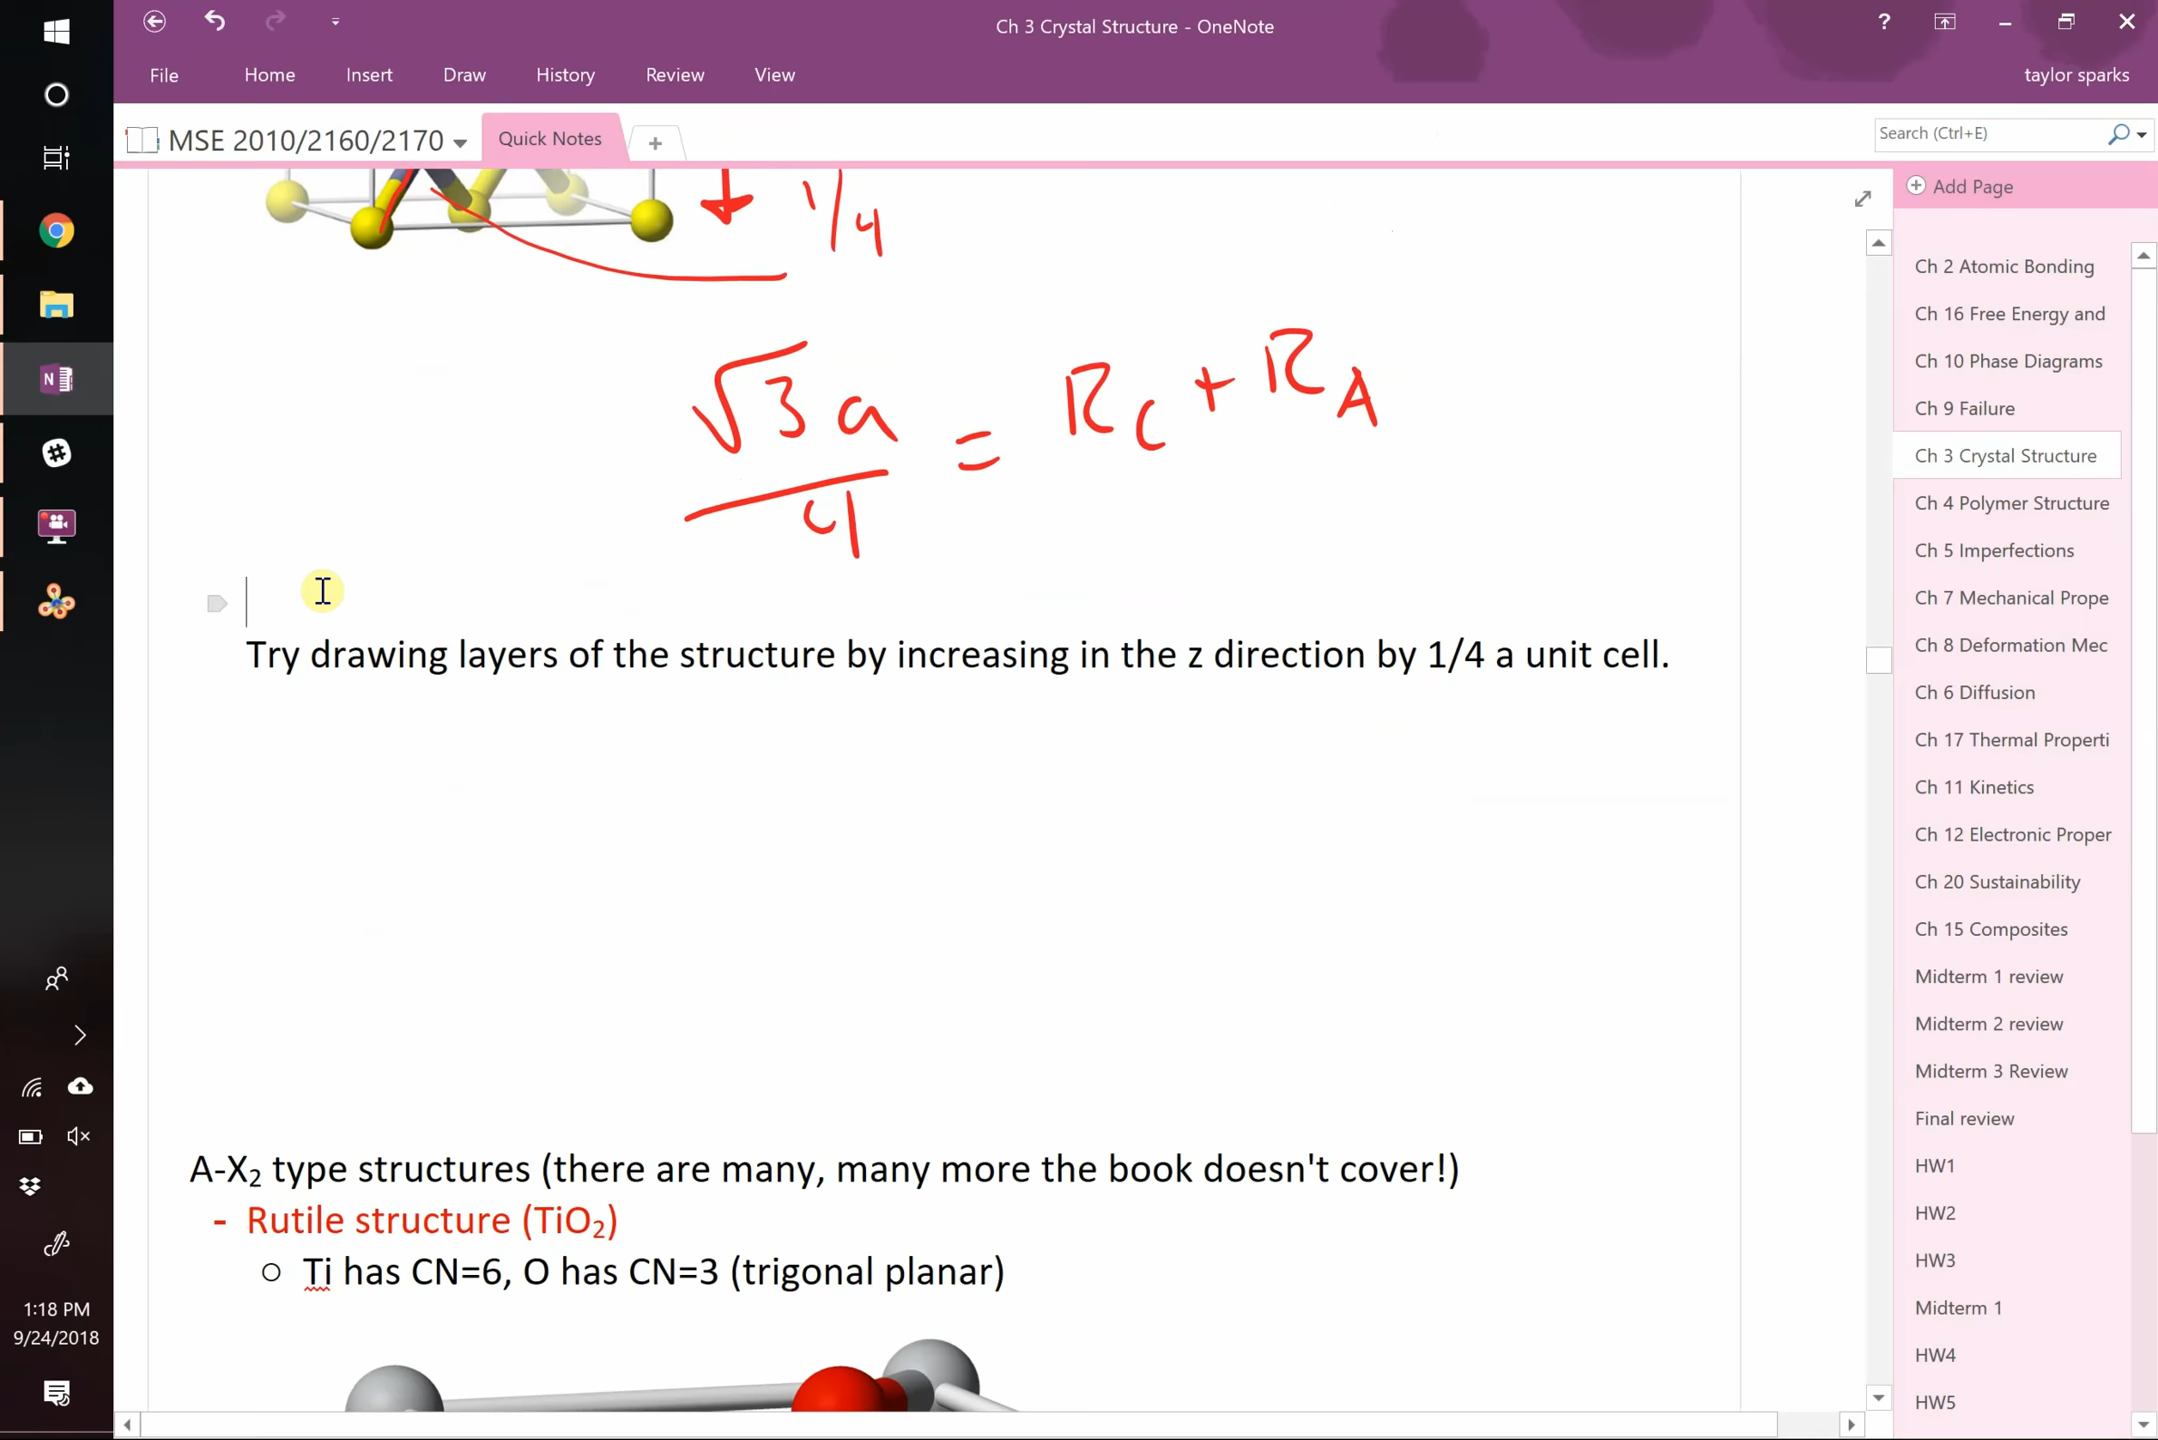 Ch 3 Crystal Structure - OneNote
?
File Home Insert Draw History Review View
taylor sparks
MSE 2010/2160/2170
Quick Notes
+
Search (Ctrl+E)
1/4
√3 a / 4 = RC + RA
Try drawing layers of the structure by increasing in the z direction by 1/4 a unit cell.
A-X₂ type structures (there are many, many more the book doesn't cover!)
- Rutile structure (TiO₂)
○ Ti has CN=6, O has CN=3 (trigonal planar)
Add Page
Ch 2 Atomic Bonding
Ch 16 Free Energy and
Ch 10 Phase Diagrams
Ch 9 Failure
Ch 3 Crystal Structure
Ch 4 Polymer Structure
Ch 5 Imperfections
Ch 7 Mechanical Prope
Ch 8 Deformation Mec
Ch 6 Diffusion
Ch 17 Thermal Properti
Ch 11 Kinetics
Ch 12 Electronic Proper
Ch 20 Sustainability
Ch 15 Composites
Midterm 1 review
Midterm 2 review
Midterm 3 Review
Final review
HW1
HW2
HW3
Midterm 1
HW4
HW5
N
1:18 PM
9/24/2018